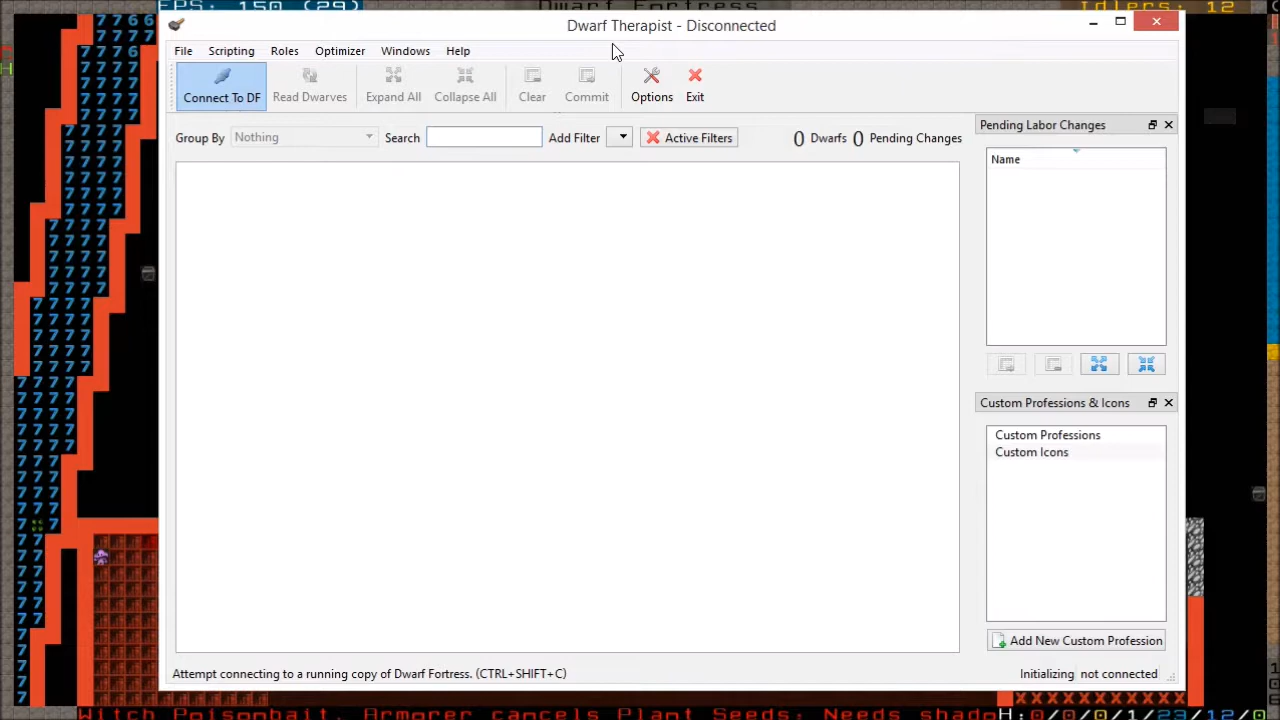 FPS: 150 (29)
Dwarf Fortress
Idlers: 12
Dwarf Therapist - Disconnected
File Scripting Roles Optimizer Windows Help
Connect To DF Read Dwarves Expand All Collapse All Clear Commit Options Exit
Group By Nothing Search Add Filter Active Filters 0 Dwarfs 0 Pending Changes
Pending Labor Changes
Name
Custom Professions & Icons
Custom Professions
Custom Icons
Add New Custom Profession
Attempt connecting to a running copy of Dwarf Fortress. (CTRL+SHIFT+C)
Initializing not connected
Witch Poisonbait, Armorer cancels Plant Seeds: Needs shado